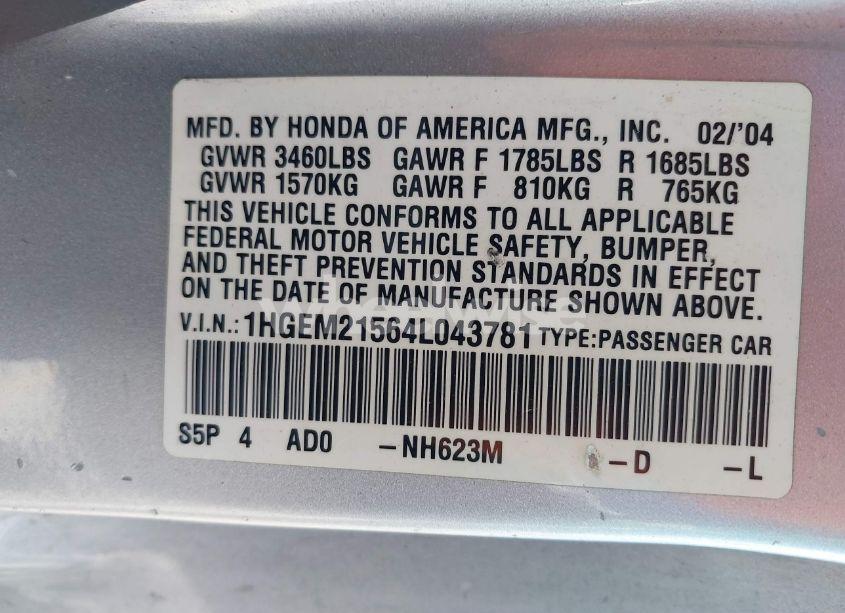 MFD. BY HONDA OF AMERICA MFG., INC. 02/'04
GVWR 3460LBS GAWR F 1785LBS R 1685LBS
GVWR 1570KG GAWR F 810KG R 765KG
THIS VEHICLE CONFORMS TO ALL APPLICABLE
FEDERAL MOTOR VEHICLE SAFETY, BUMPER,
AND THEFT PREVENTION STANDARDS IN EFFECT
ON THE DATE OF MANUFACTURE SHOWN ABOVE.
V.I.N.: 1HGEM21564L043781 TYPE:PASSENGER CAR
S5P 4 AD0 -NH623M -D -L